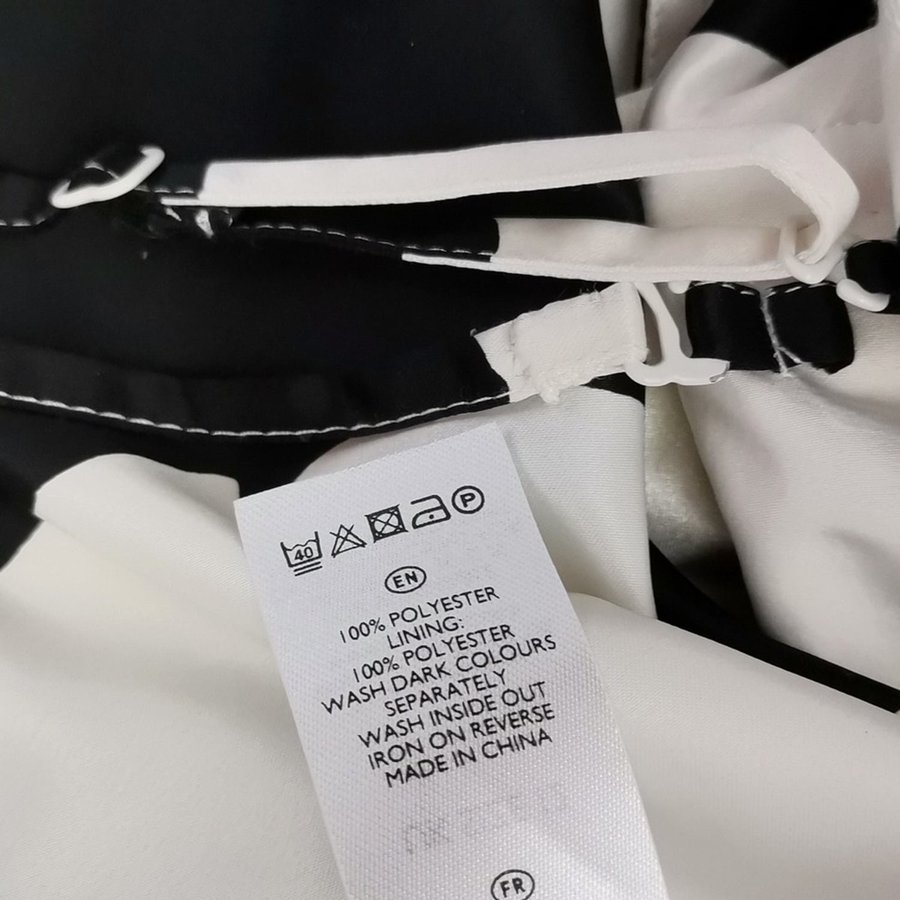 40 P
EN
100% POLYESTER
LINING:
100% POLYESTER
WASH DARK COLOURS
SEPARATELY
WASH INSIDE OUT
IRON ON REVERSE
MADE IN CHINA
FR